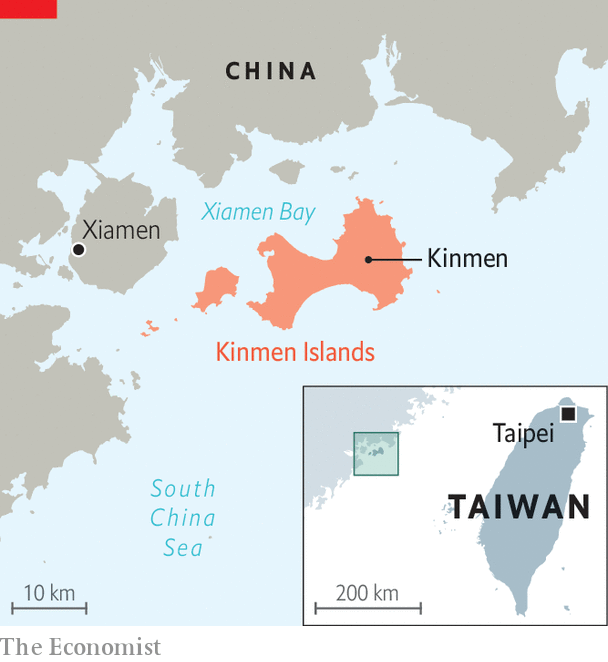 CHINA
Xiamen Bay
Xiamen
Kinmen
Kinmen Islands
South
China
Sea
10 km
Taipei
TAIWAN
200 km
The Economist